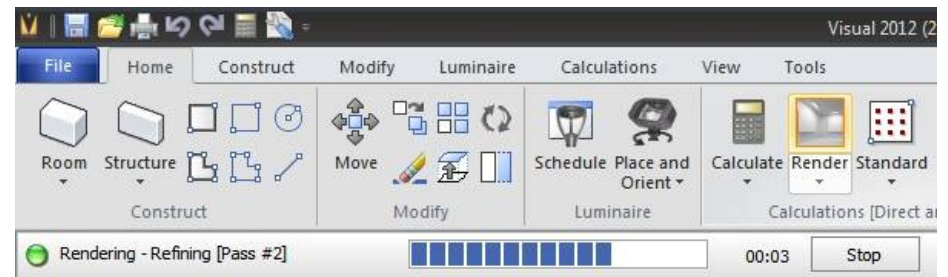 Visual 2012 (2
File Home Construct Modify Luminaire Calculations View Tools
Room Structure Move Schedule Place and Orient Calculate Render Standard
Construct Modify Luminaire Calculations [Direct a
Rendering - Refining [Pass #2] 00:03 Stop